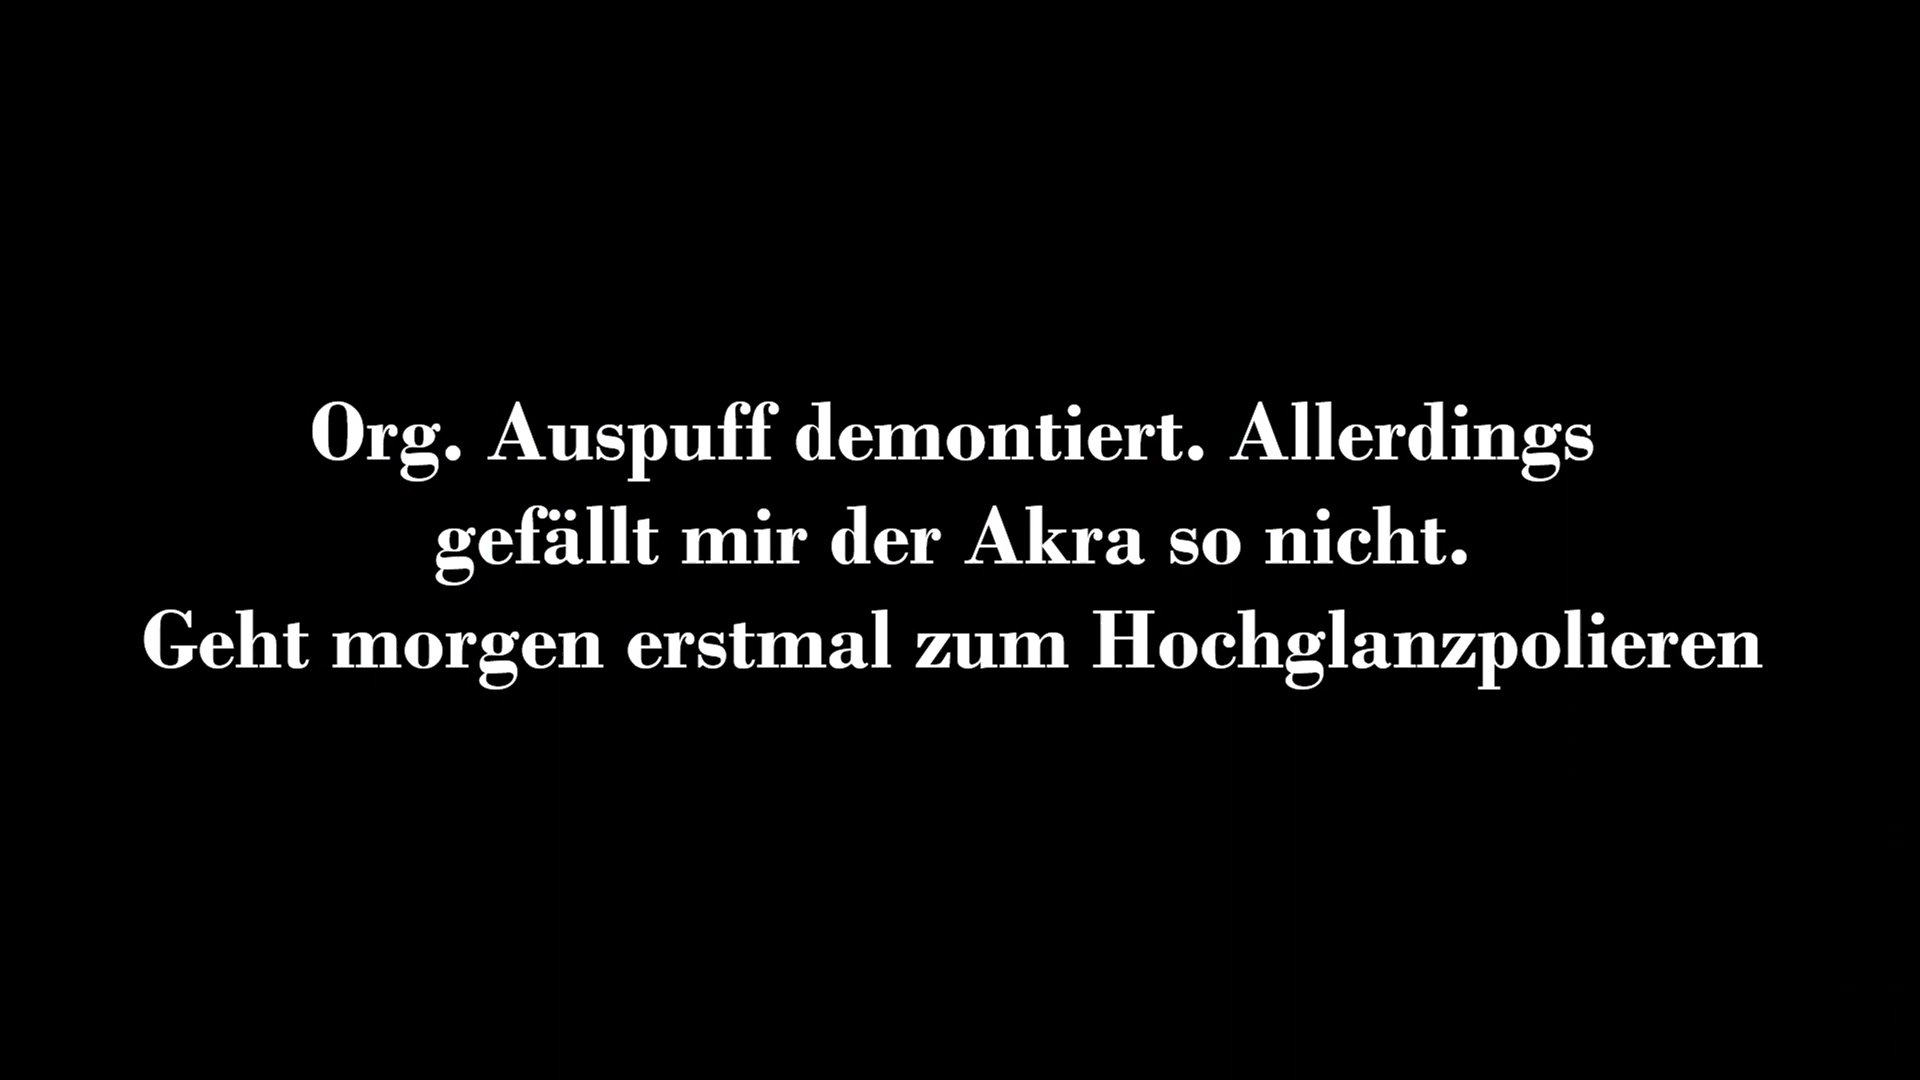 Org. Auspuff demontiert. Allerdings
gefällt mir der Akra so nicht.
Geht morgen erstmal zum Hochglanzpolieren